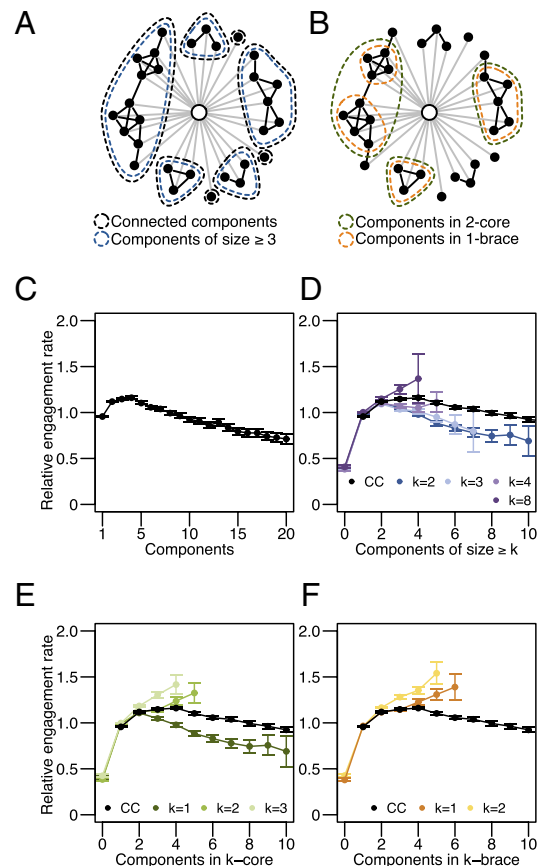 A
B
Connected components
Components of size ≥ 3
Components in 2-core
Components in 1-brace
C
D
Relative engagement rate
2.0
1.5
1.0
0.5
0
1
5
10
15
20
Components
2.0
1.5
1.0
0.5
0
CC k=2 k=3 k=4
k=8
0 2 4 6 8 10
Components of size ≥ k
E
F
Relative engagement rate
2.0
1.5
1.0
0.5
0
CC k=1 k=2 k=3
0 2 4 6 8 10
Components in k−core
2.0
1.5
1.0
0.5
0
CC k=1 k=2
0 2 4 6 8 10
Components in k−brace